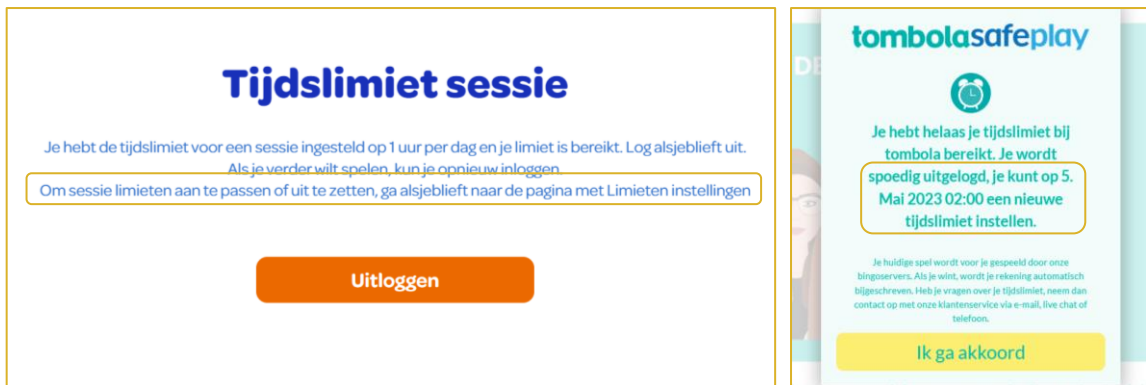 Tijdslimiet sessie
Je hebt de tijdslimiet voor een sessie ingesteld op 1 uur per dag en je limiet is bereikt. Log alsjeblieft uit.
Als je verder wilt spelen, kun je opnieuw inloggen.
Om sessie limieten aan te passen of uit te zetten, ga alsjeblieft naar de pagina met Limieten instellingen
Uitloggen
tombolasafeplay
DE
Je hebt helaas je tijdslimiet bij
tombola bereikt. Je wordt
spoedig uitgelogd, je kunt op 5.
Mai 2023 02:00 een nieuwe
tijdslimiet instellen.
Je huidige spel wordt voor je gespeeld door onze
bingoservers. Als je wint, wordt je rekening automatisch
bijgeschreven. Heb je vragen over je tijdslimiet, neem dan
contact op met onze klantenservice via e-mail, live chat of
telefoon.
Ik ga akkoord